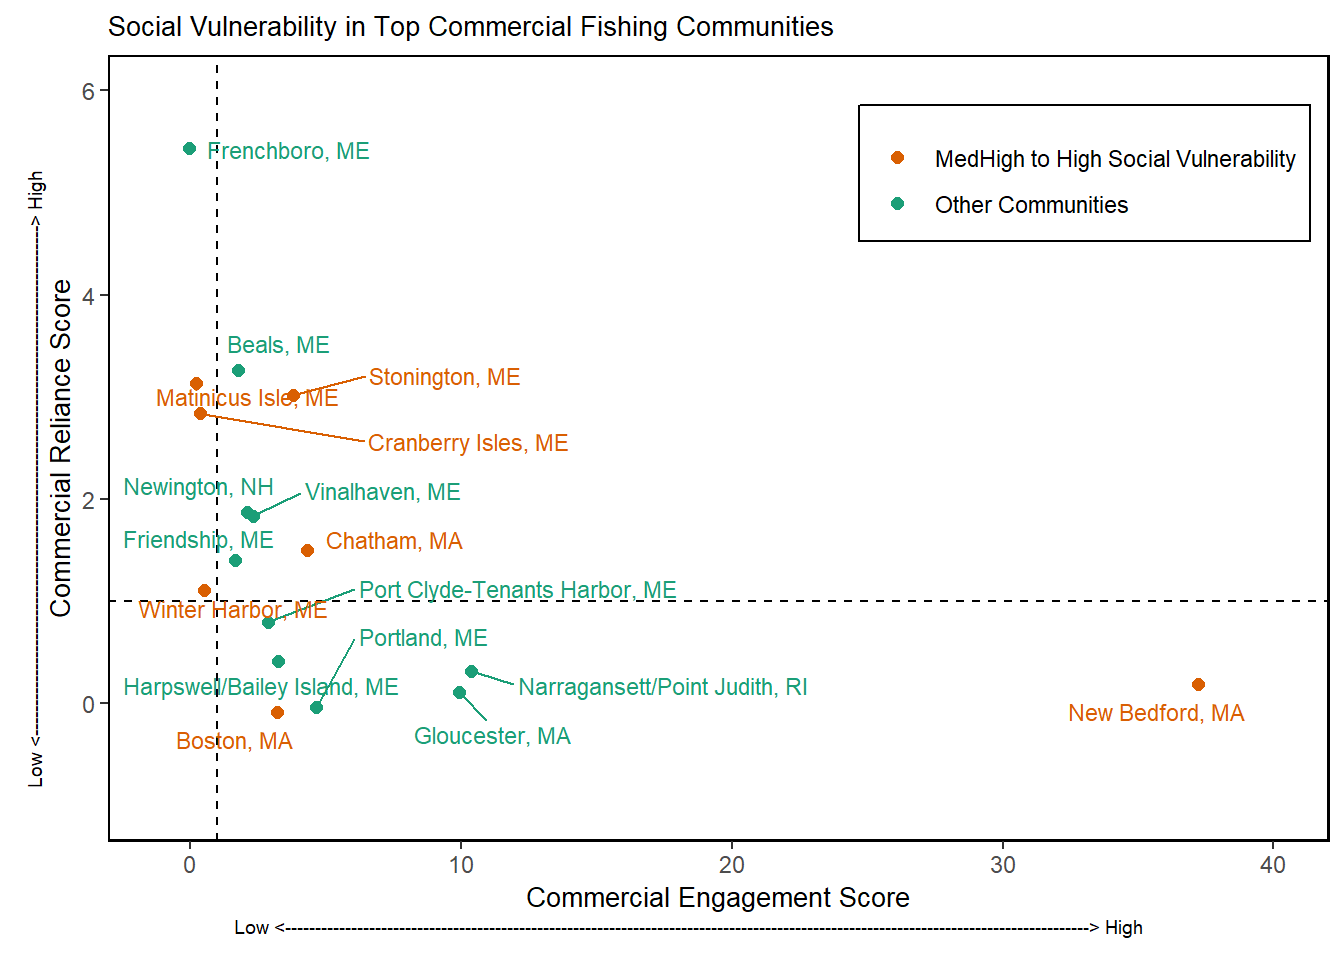 Social Vulnerability in Top Commercial Fishing Communities
6
4
2
0
Commercial Reliance Score
Low <--------------------------------------------------------------------> High
MedHigh to High Social Vulnerability
Other Communities
Frenchboro, ME
Beals, ME
Stonington, ME
Matinicus Isle, ME
Cranberry Isles, ME
Newington, NH
Vinalhaven, ME
Friendship, ME
Chatham, MA
Port Clyde-Tenants Harbor, ME
Winter Harbor, ME
Portland, ME
Harpswell/Bailey Island, ME
Narragansett/Point Judith, RI
New Bedford, MA
Gloucester, MA
Boston, MA
0
10
20
30
40
Commercial Engagement Score
Low <--------------------------------------------------------------------------------------------------------------------------------------> High